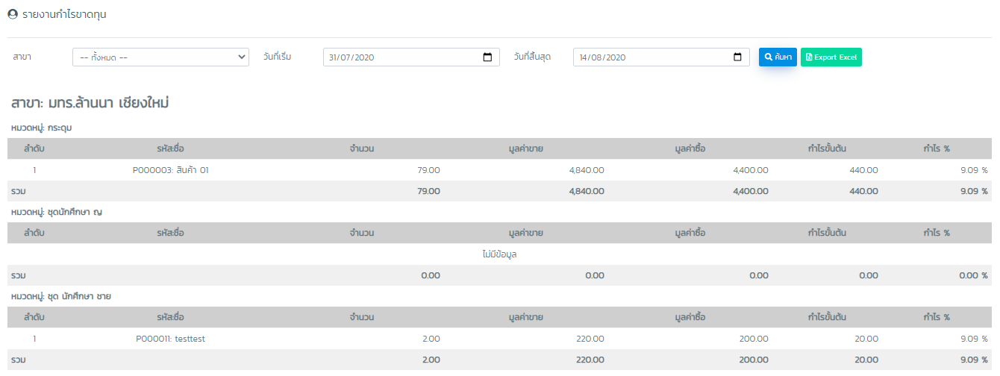 รายงานกำไรขาดทุน
สาขา -- ทั้งหมด -- วันที่เริ่ม 31/07/2020 วันที่สิ้นสุด 14/08/2020 ค้นหา Export Excel
สาขา: มทร.ล้านนา เชียงใหม่
หมวดหมู่: กระดุม
ลำดับ รหัส:ชื่อ จำนวน มูลค่าขาย มูลค่าซื้อ กำไรขั้นต้น กำไร %
1 P000003: สินค้า 01 79.00 4,840.00 4,400.00 440.00 9.09 %
รวม 79.00 4,840.00 4,400.00 440.00 9.09 %
หมวดหมู่: ชุดนักศึกษา ญ
ลำดับ รหัส:ชื่อ จำนวน มูลค่าขาย มูลค่าซื้อ กำไรขั้นต้น กำไร %
ไม่มีข้อมูล
รวม 0.00 0.00 0.00 0.00 0.00 %
หมวดหมู่: ชุด นักศึกษา ชาย
ลำดับ รหัส:ชื่อ จำนวน มูลค่าขาย มูลค่าซื้อ กำไรขั้นต้น กำไร %
1 P000011: testtest 2.00 220.00 200.00 20.00 9.09 %
รวม 2.00 220.00 200.00 20.00 9.09 %